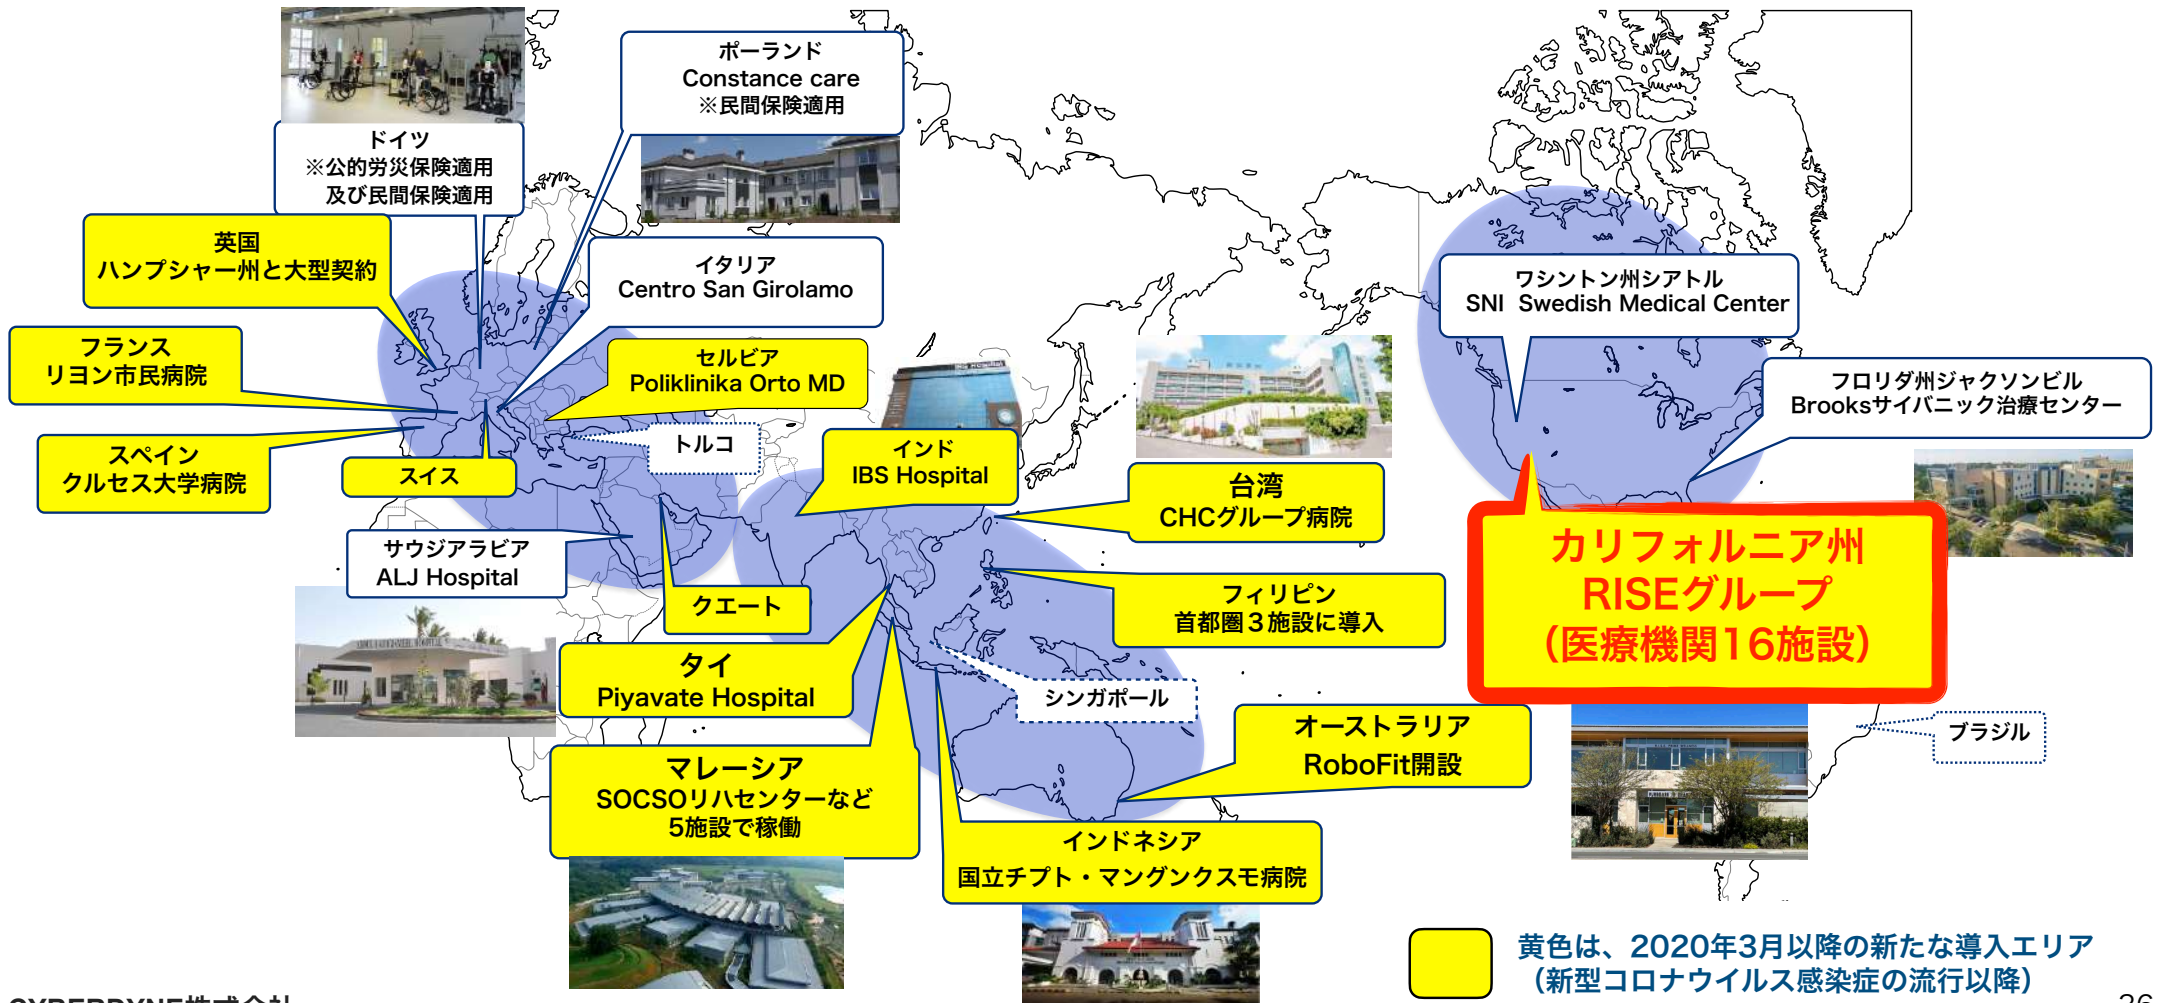 ポーランド
Constance care
※民間保険適用
ドイツ
※公的労災保険適用
及び民間保険適用
英国
ハンプシャー州と大型契約
イタリア
Centro San Girolamo
ワシントン州シアトル
SNI Swedish Medical Center
フランス
リヨン市民病院
セルビア
Poliklinika Orto MD
フロリダ州ジャクソンビル
Brooksサイバニック治療センター
スペイン
クルセス大学病院
スイス
トルコ
インド
IBS Hospital
台湾
CHCグループ病院
サウジアラビア
ALJ Hospital
クエート
フィリピン
首都圏3施設に導入
カリフォルニア州
RISEグループ
(医療機関16施設)
タイ
Piyavate Hospital
シンガポール
オーストラリア
RoboFit開設
ブラジル
マレーシア
SOCSOリハセンターなど
5施設で稼働
インドネシア
国立チプト・マングンクスモ病院
黄色は、2020年3月以降の新たな導入エリア
(新型コロナウイルス感染症の流行以降)
CYBERDYNE株式会社
26